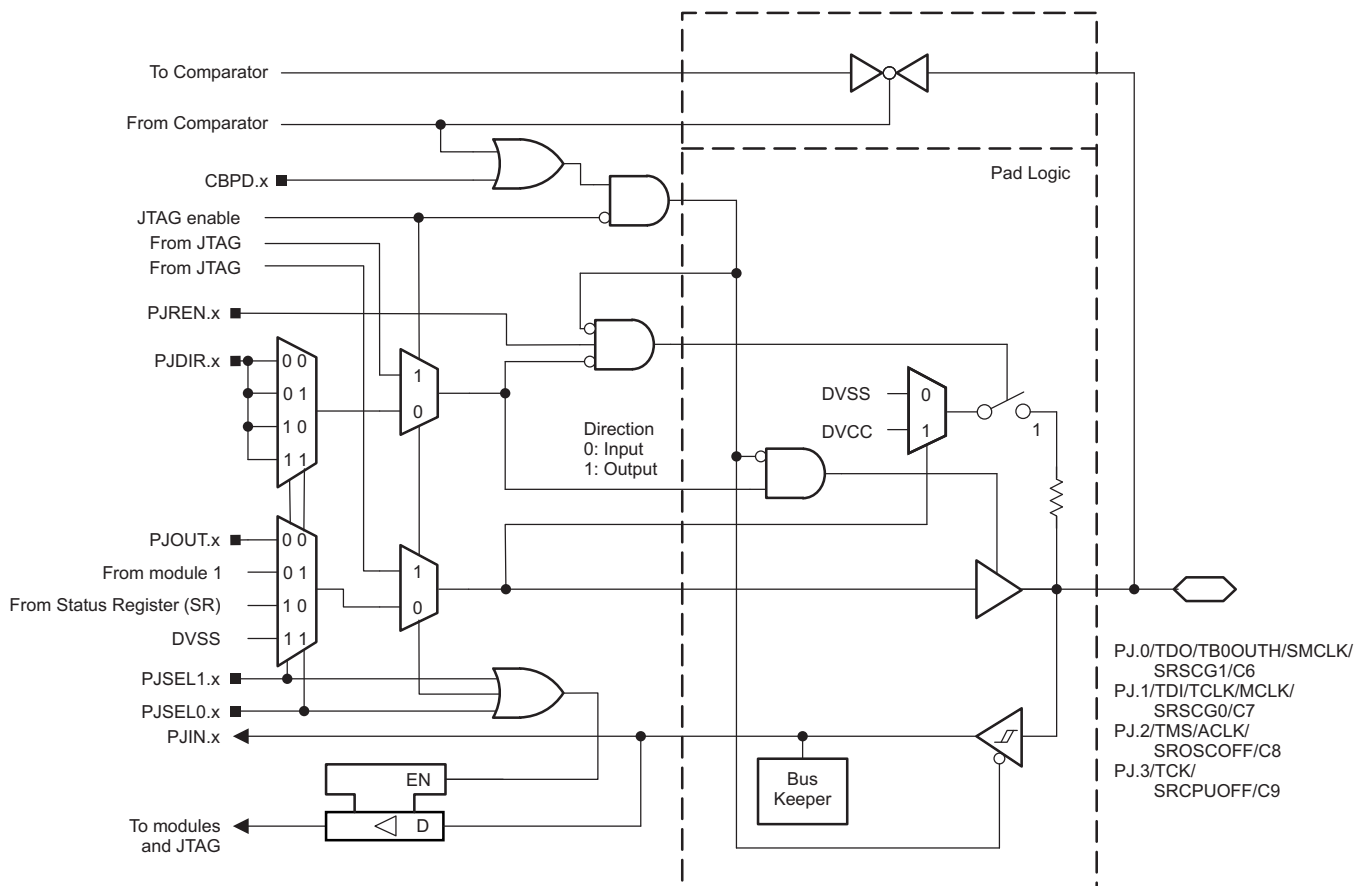 To Comparator
From Comparator
Pad Logic
CBPD.x
JTAG enable
From JTAG
From JTAG
PJREN.x
PJDIR.x
0 0
0 1
1 0
1 1
1
0
DVSS
0
DVCC
1
1
Direction
0: Input
1: Output
PJOUT.x
0 0
From module 1
0 1
From Status Register (SR)
1 0
DVSS
1 1
1
0
PJSEL1.x
PJSEL0.x
PJIN.x
EN
D
To modules
and JTAG
Bus
Keeper
PJ.0/TDO/TB0OUTH/SMCLK/
SRSCG1/C6
PJ.1/TDI/TCLK/MCLK/
SRSCG0/C7
PJ.2/TMS/ACLK/
SROSCOFF/C8
PJ.3/TCK/
SRCPUOFF/C9